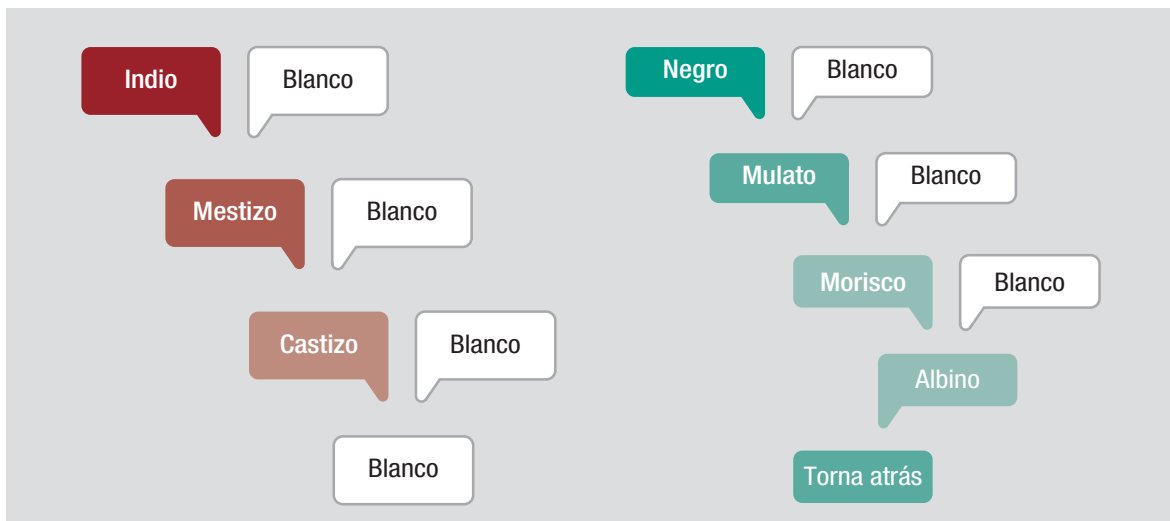 Indio
Blanco
Mestizo
Blanco
Castizo
Blanco
Blanco
Negro
Blanco
Mulato
Blanco
Morisco
Blanco
Albino
Torna atrás